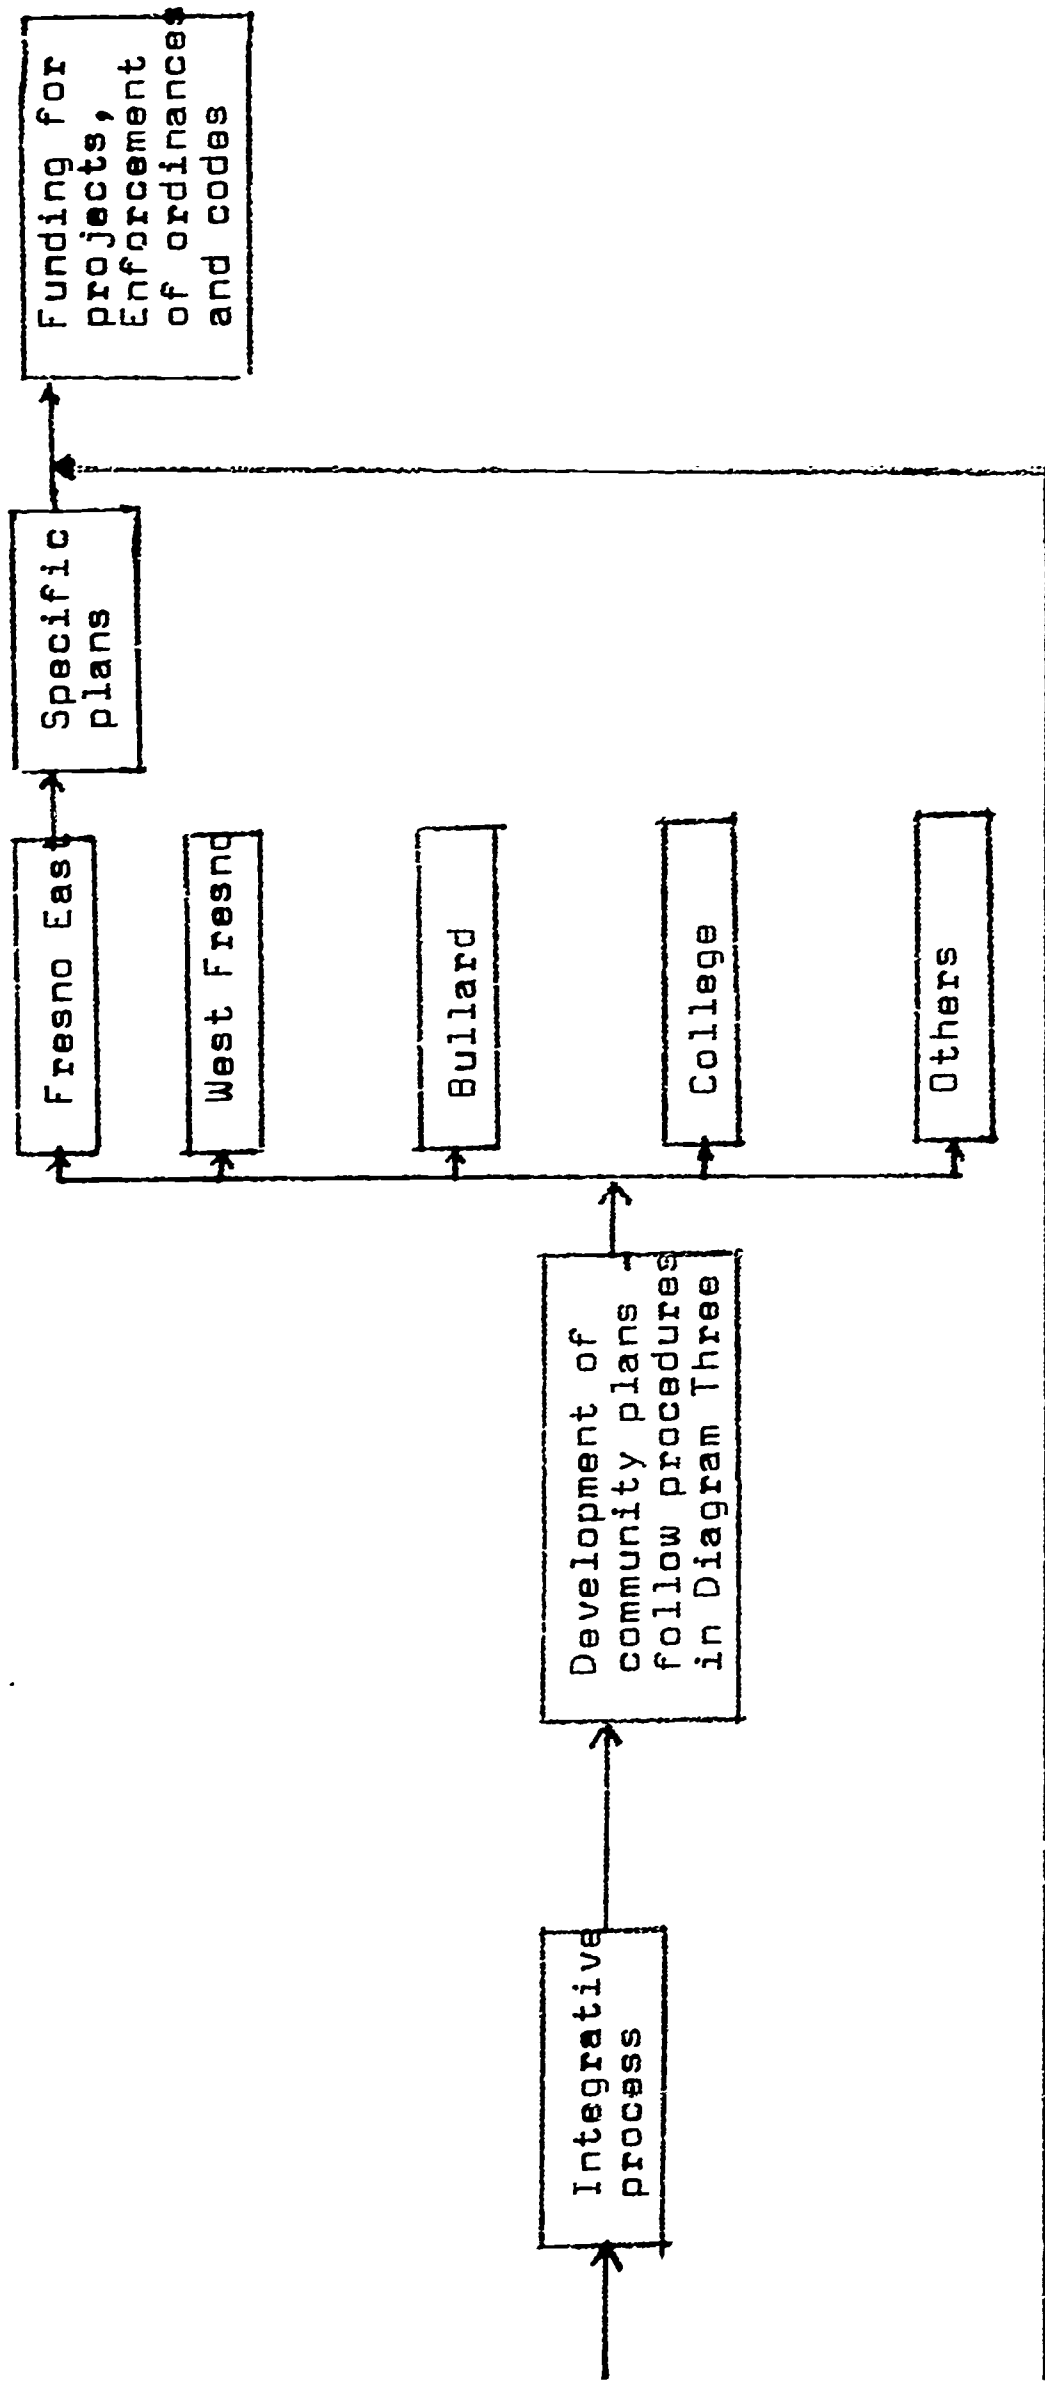 Integrative
process
Development of
community plans -
follow procedures
in Diagram Three
Fresno East
West Fresno
Bullard
College
Others
Specific
plans
Funding for
projects,
Enforcement
of ordinances
and codes